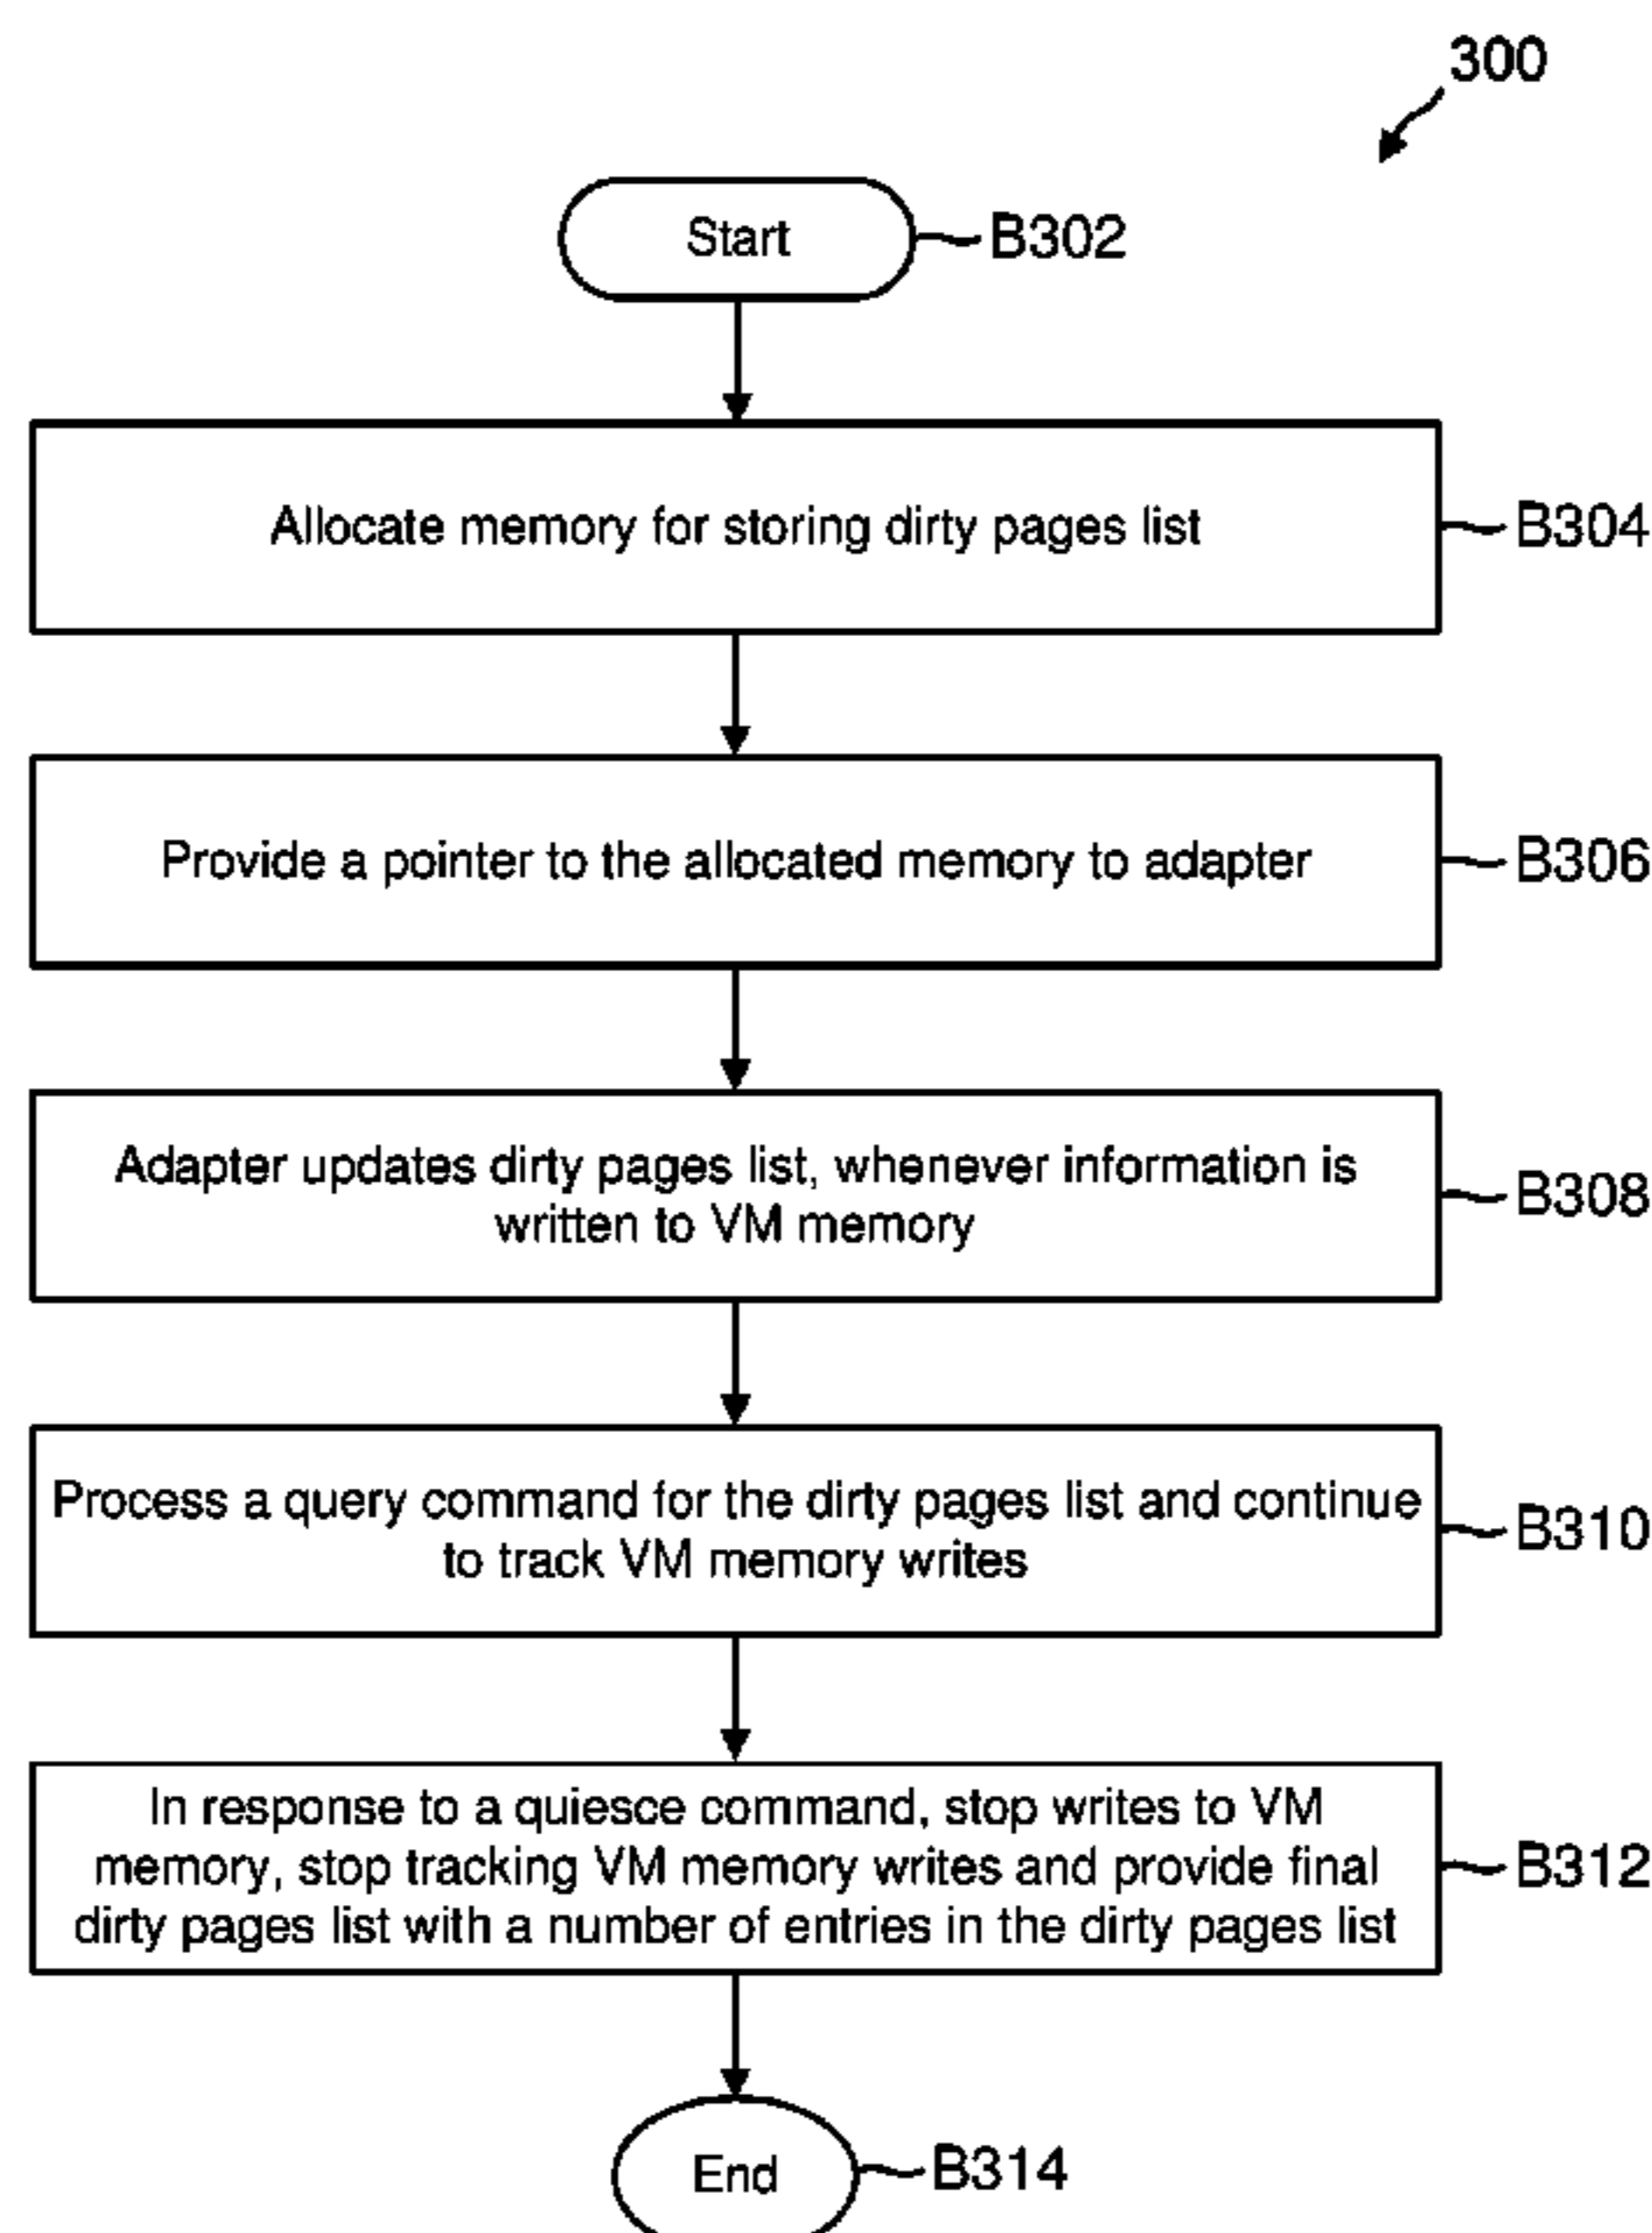 300
Start
B302
Allocate memory for storing dirty pages list
B304
Provide a pointer to the allocated memory to adapter
B306
Adapter updates dirty pages list, whenever information is
written to VM memory
B308
Process a query command for the dirty pages list and continue
to track VM memory writes
B310
In response to a quiesce command, stop writes to VM
memory, stop tracking VM memory writes and provide final
dirty pages list with a number of entries in the dirty pages list
B312
End
B314